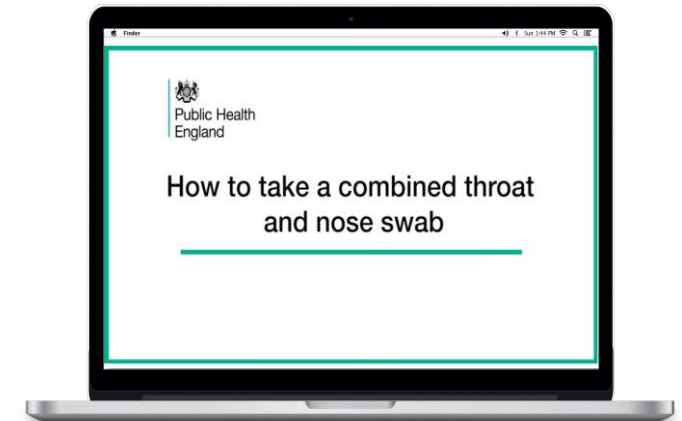 Finder
Sun 1:44 PM
Public Health
England
How to take a combined throat
and nose swab